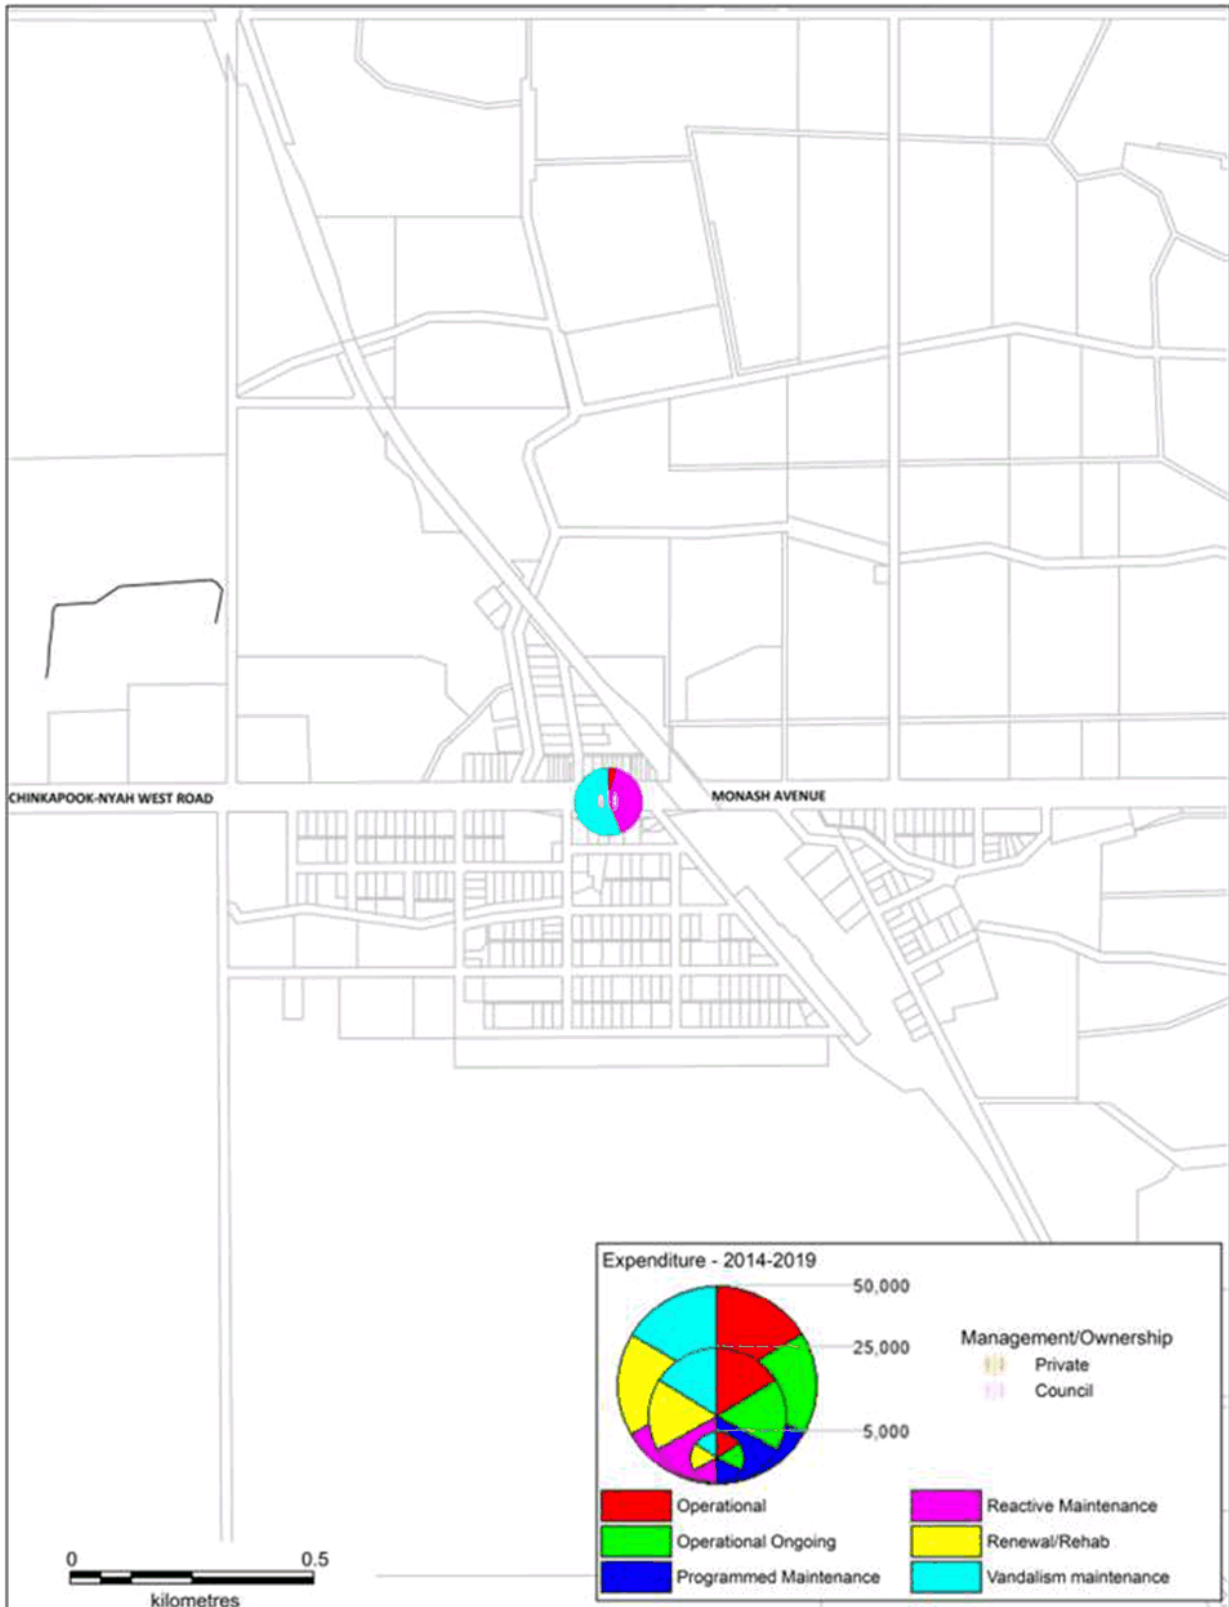 CHINKAPOOK-NYAH WEST ROAD
MONASH AVENUE
Expenditure - 2014-2019
50,000
25,000
5,000
Management/Ownership
Private
Council
Operational
Reactive Maintenance
Operational Ongoing
Renewal/Rehab
Programmed Maintenance
Vandalism maintenance
0 0.5
kilometres